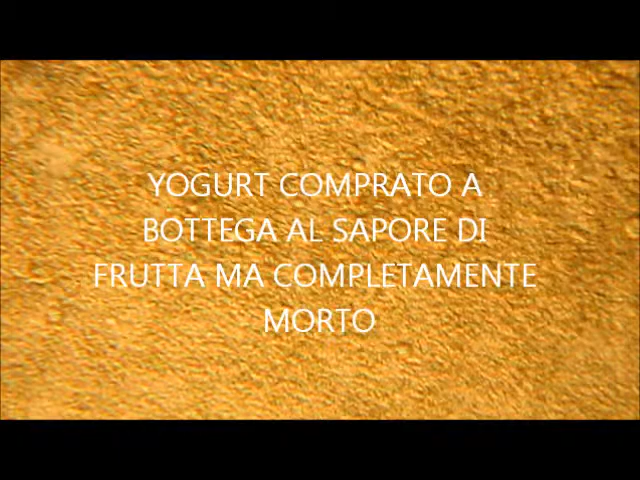 YOGURT COMPRATO A
BOTTEGA AL SAPORE DI
FRUTTA MA COMPLETAMENTE
MORTO